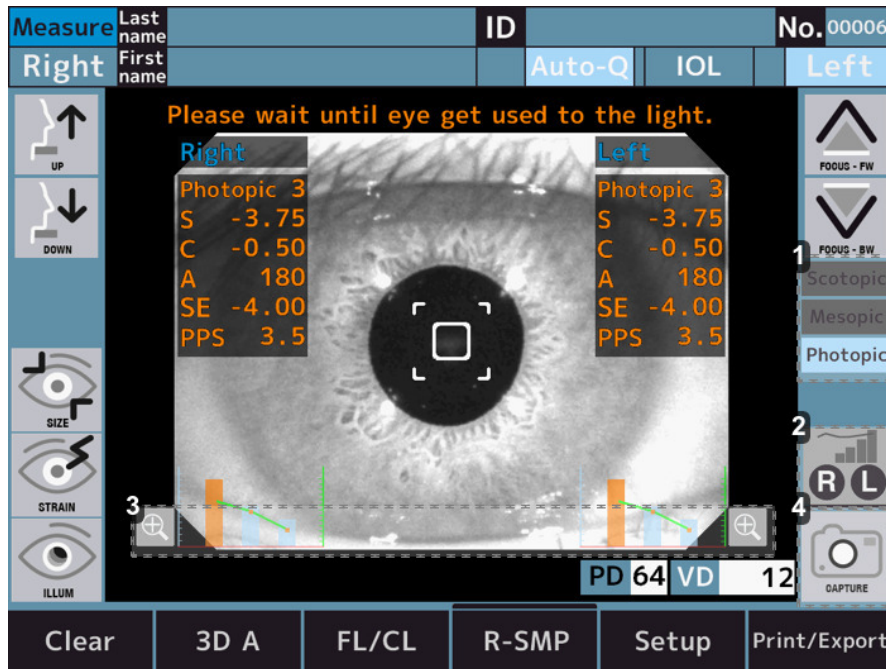 Measure
Last name
ID
No. 00006
Right
First name
Auto-Q
IOL
Left
Please wait until eye get used to the light.
UP
DOWN
SIZE
STRAIN
ILLUM
Right
Photopic 3
S -3.75
C -0.50
A 180
SE -4.00
PPS 3.5
Left
Photopic 3
S -3.75
C -0.50
A 180
SE -4.00
PPS 3.5
FOCUS - FW
FOCUS - BW
1
Scotopic
Mesopic
Photopic
2
R L
3
4
CAPTURE
PD 64 VD 12
Clear
3D A
FL/CL
R-SMP
Setup
Print/Export